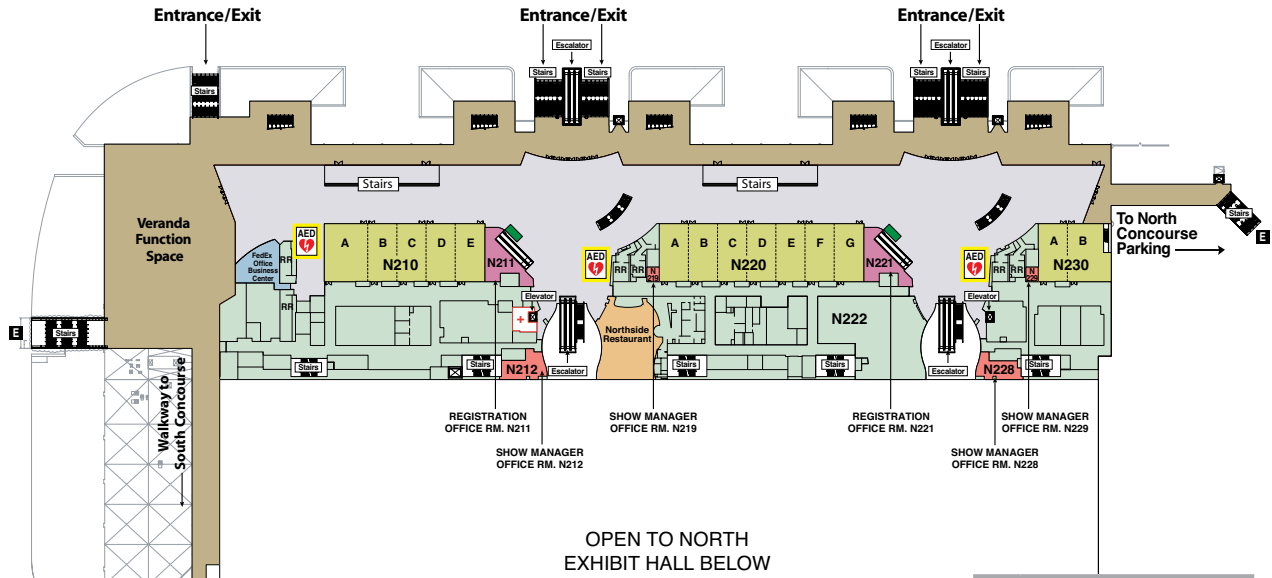 Entrance/Exit
Entrance/Exit
Entrance/Exit
Escalator
Escalator
Stairs
Stairs
Stairs
Stairs
Stairs
Stairs
Stairs
Stairs
Veranda
Function
Space
FedEx
Office
Business
Center
RR
RR
AED
A
B
C
D
E
N210
N211
AED
RR
RR
N
219
A
B
C
D
E
F
G
N220
N221
AED
RR
RR
N
229
A
B
N230
To North
Concourse
Parking
Stairs
E
E
Stairs
Elevator
+
Northside
Restaurant
N222
Elevator
Stairs
N212
Escalator
Stairs
Stairs
Stairs
Escalator
N228
Stairs
Walkway to
South Concourse
REGISTRATION
OFFICE RM. N211
SHOW MANAGER
OFFICE RM. N212
SHOW MANAGER
OFFICE RM. N219
REGISTRATION
OFFICE RM. N221
SHOW MANAGER
OFFICE RM. N228
SHOW MANAGER
OFFICE RM. N229
OPEN TO NORTH
EXHIBIT HALL BELOW